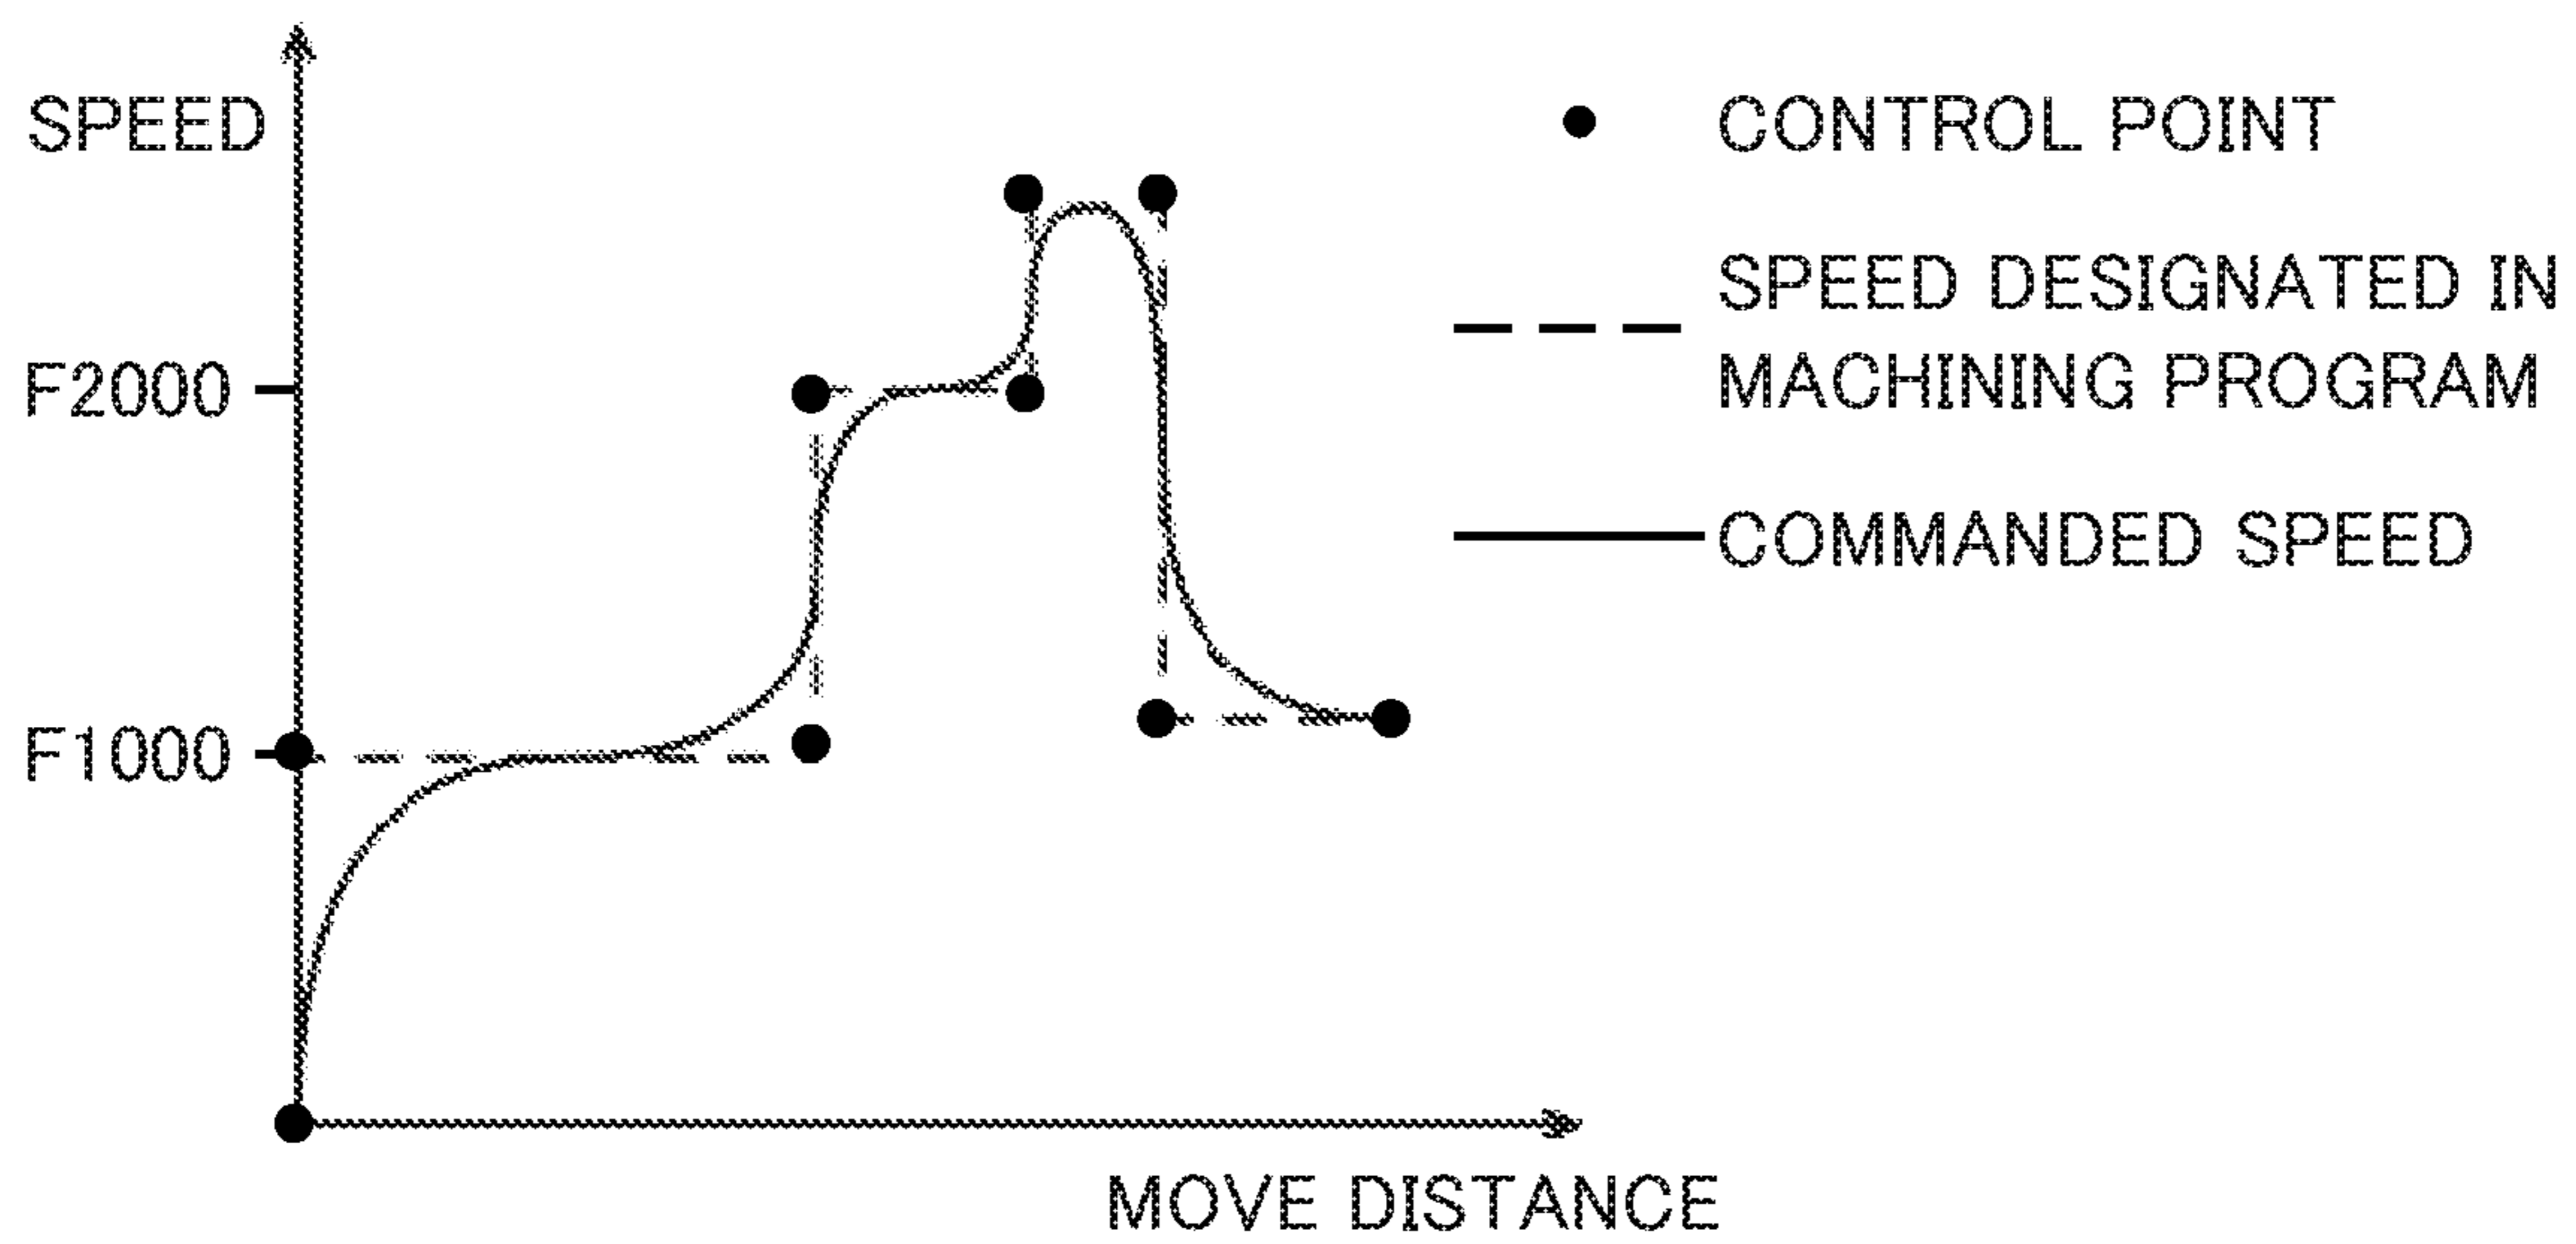 SPEED
CONTROL POINT
SPEED DESIGNATED IN
MACHINING PROGRAM
F2000
COMMANDED SPEED
F1000
MOVE DISTANCE